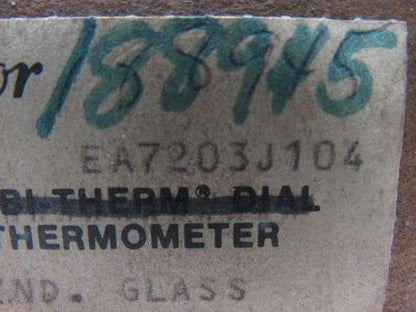 or 188945
EA7203J104
BI-THERM® DIAL
THERMOMETER
IND. GLASS